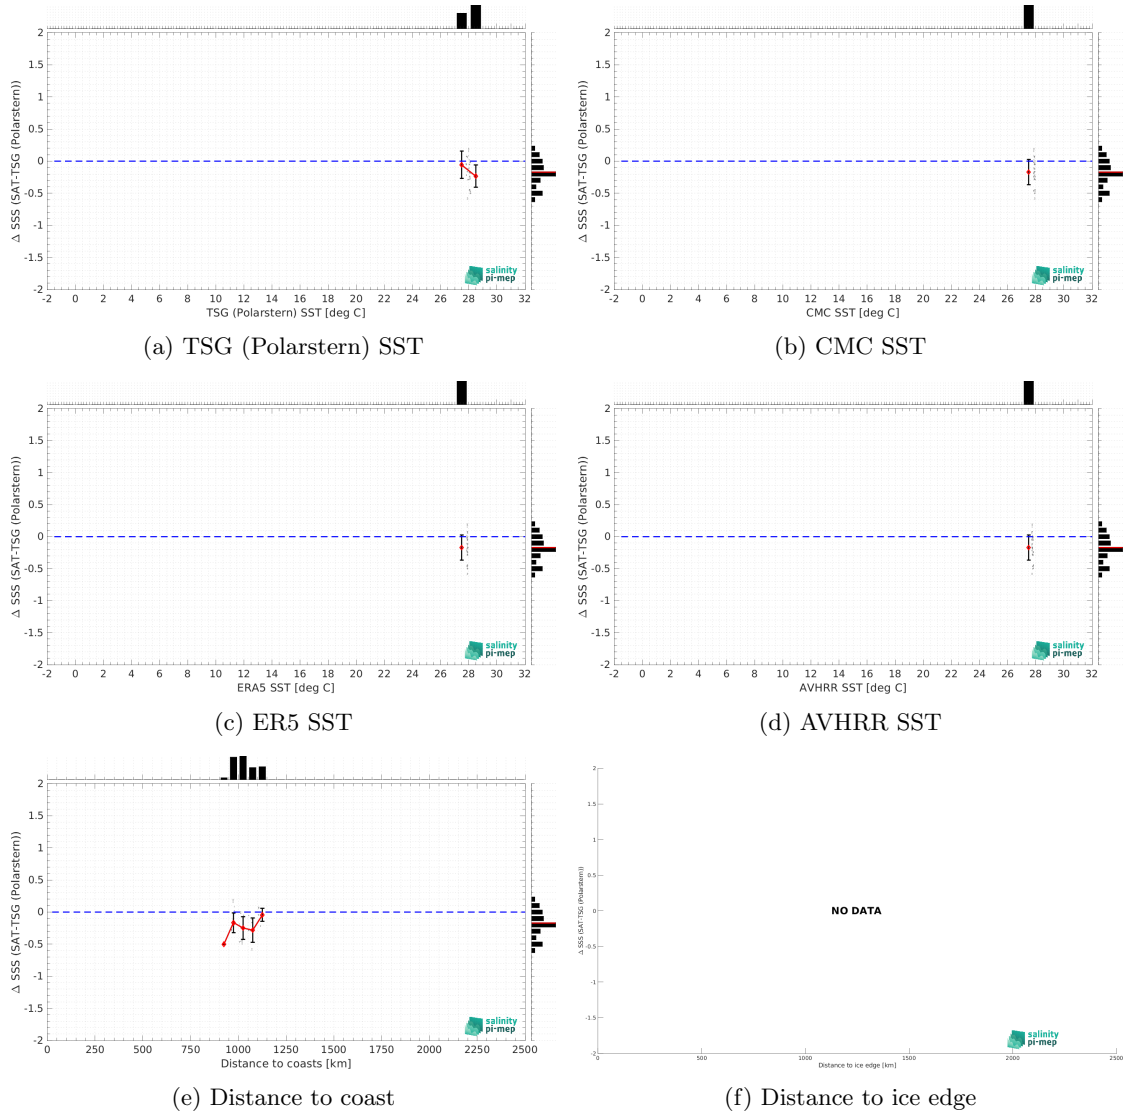 2
1.5
1
0.5
0
-0.5
-1
-1.5
-2
Δ SSS (SAT-TSG (Polarstern))
-2 0 2 4 6 8 10 12 14 16 18 20 22 24 26 28 30 32
TSG (Polarstern) SST [deg C]
salinity
pi-mep
(a) TSG (Polarstern) SST
2
1.5
1
0.5
0
-0.5
-1
-1.5
-2
Δ SSS (SAT-TSG (Polarstern))
-2 0 2 4 6 8 10 12 14 16 18 20 22 24 26 28 30 32
CMC SST [deg C]
salinity
pi-mep
(b) CMC SST
2
1.5
1
0.5
0
-0.5
-1
-1.5
-2
Δ SSS (SAT-TSG (Polarstern))
-2 0 2 4 6 8 10 12 14 16 18 20 22 24 26 28 30 32
ERA5 SST [deg C]
salinity
pi-mep
(c) ER5 SST
2
1.5
1
0.5
0
-0.5
-1
-1.5
-2
Δ SSS (SAT-TSG (Polarstern))
-2 0 2 4 6 8 10 12 14 16 18 20 22 24 26 28 30 32
AVHRR SST [deg C]
salinity
pi-mep
(d) AVHRR SST
2
1.5
1
0.5
0
-0.5
-1
-1.5
-2
Δ SSS (SAT-TSG (Polarstern))
0 250 500 750 1000 1250 1500 1750 2000 2250 2500
Distance to coasts [km]
salinity
pi-mep
(e) Distance to coast
2
1.5
1
0.5
0
-0.5
-1
-1.5
-2
Δ SSS (SAT-TSG (Polarstern))
NO DATA
0 500 1000 1500 2000 2500
Distance to ice edge [km]
salinity
pi-mep
(f) Distance to ice edge